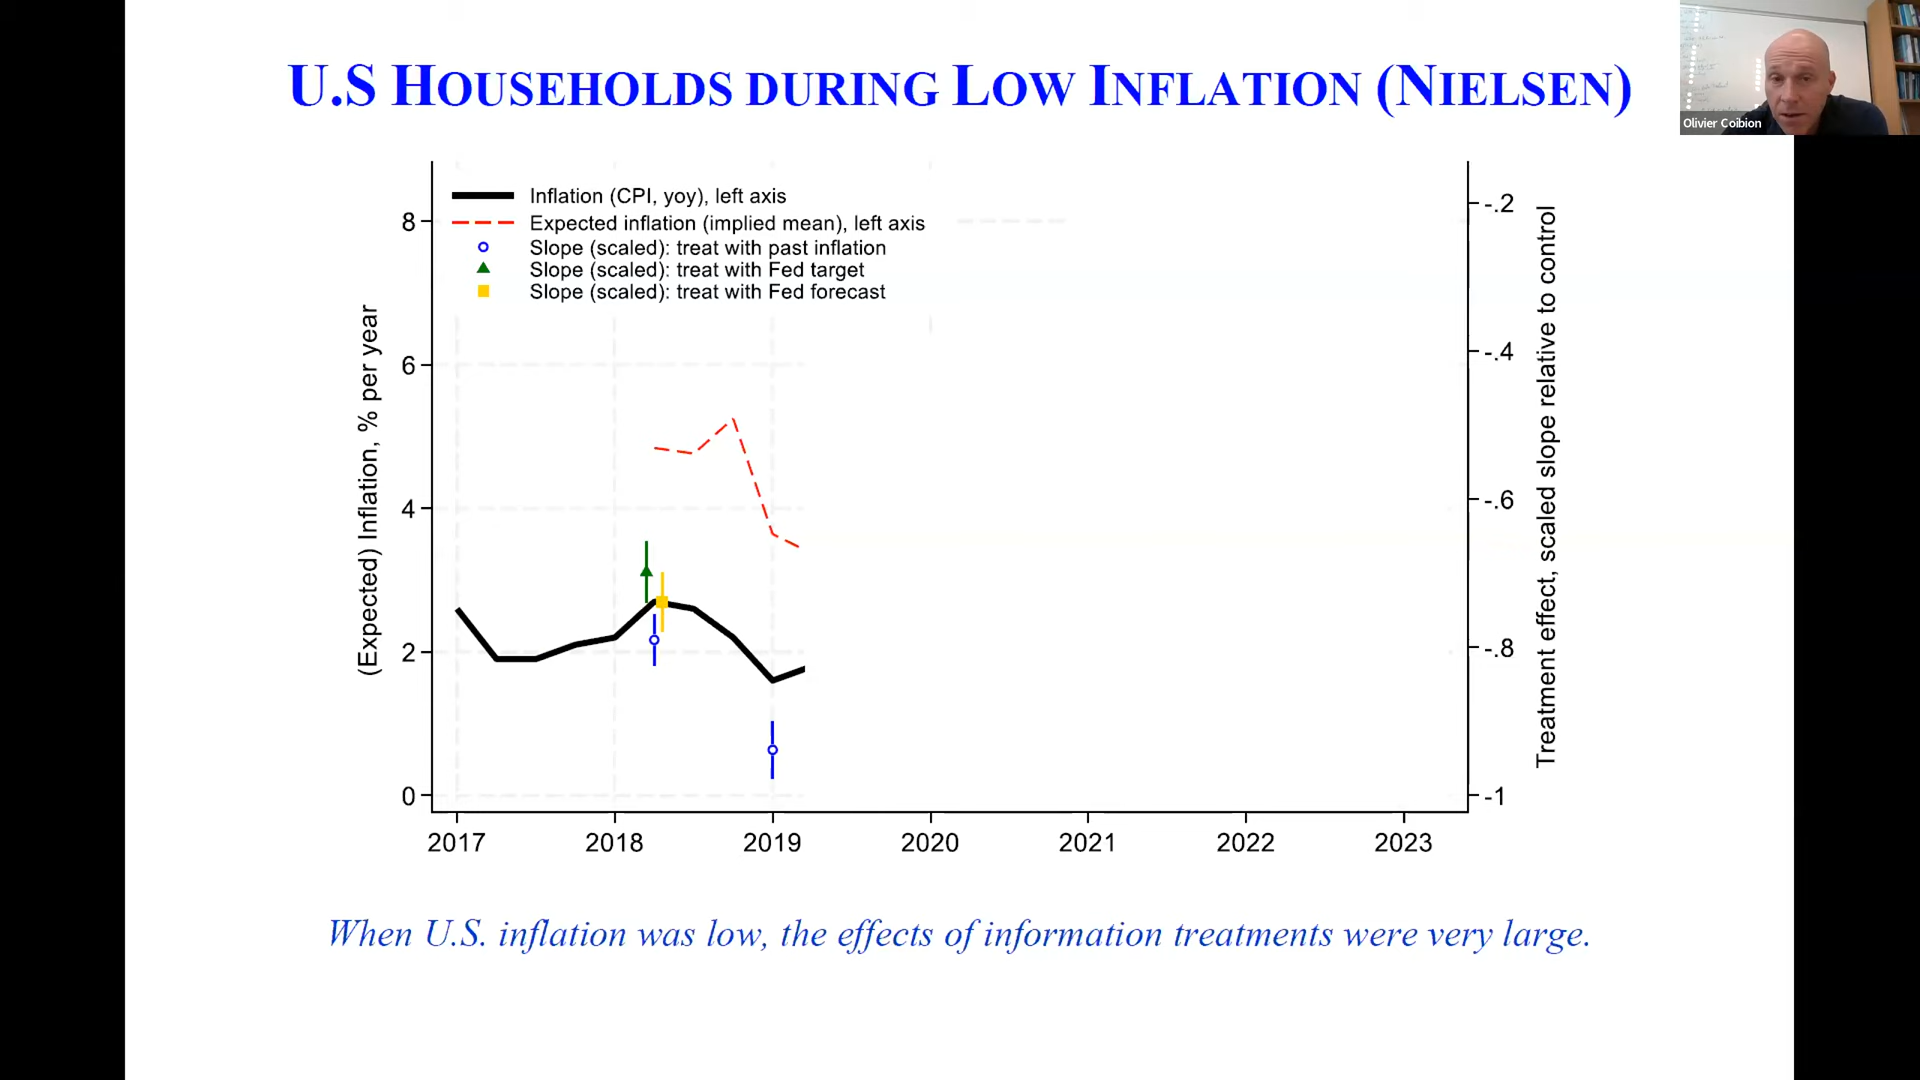 U.S HOUSEHOLDS DURING LOW INFLATION (NIELSEN)
Olivier Coibion
Inflation (CPI, yoy), left axis
Expected inflation (implied mean), left axis
Slope (scaled): treat with past inflation
Slope (scaled): treat with Fed target
Slope (scaled): treat with Fed forecast
(Expected) Inflation, % per year
8
6
4
2
0
-.2
-.4
-.6
-.8
-1
Treatment effect, scaled slope relative to control
2017 2018 2019 2020 2021 2022 2023
When U.S. inflation was low, the effects of information treatments were very large.